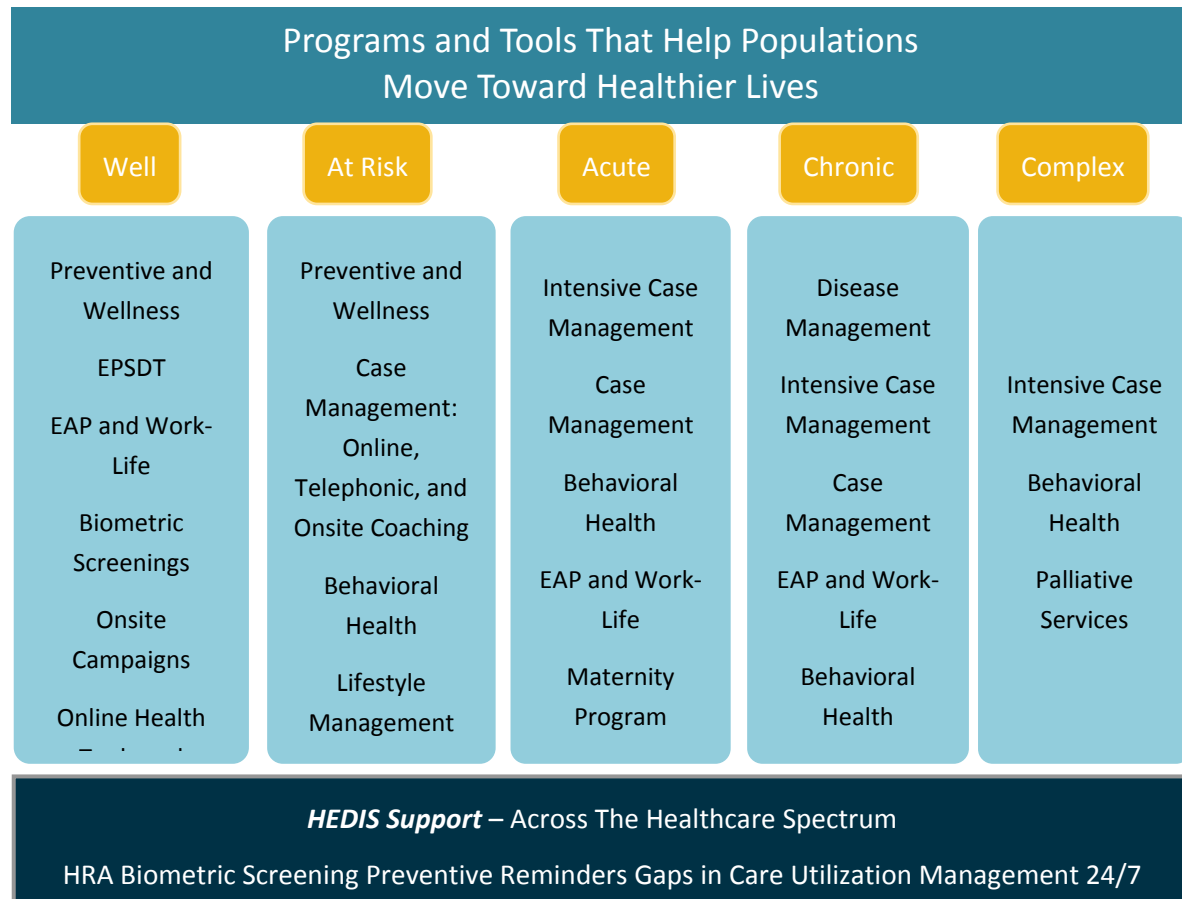 Programs and Tools That Help Populations
Move Toward Healthier Lives
Well
At Risk
Acute
Chronic
Complex
Preventive and
Wellness
EPSDT
EAP and Work-
Life
Biometric
Screenings
Onsite
Campaigns
Online Health
Preventive and
Wellness
Case
Management:
Online,
Telephonic, and
Onsite Coaching
Behavioral
Health
Lifestyle
Management
Intensive Case
Management
Case
Management
Behavioral
Health
EAP and Work-
Life
Maternity
Program
Disease
Management
Intensive Case
Management
Case
Management
EAP and Work-
Life
Behavioral
Health
Intensive Case
Management
Behavioral
Health
Palliative
Services
HEDIS Support – Across The Healthcare Spectrum
HRA Biometric Screening Preventive Reminders Gaps in Care Utilization Management 24/7